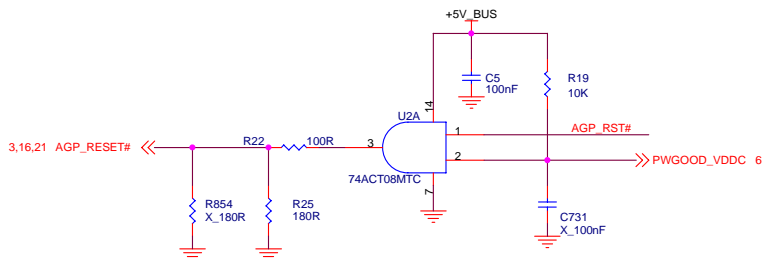 +5V_BUS
C5
100nF
R19
10K
14
U2A
1
AGP_RST#
3,16,21 AGP_RESET#
R22
100R
3
2
PWGOOD_VDDC 6
74ACT08MTC
7
R854
X_180R
R25
180R
C731
X_100nF